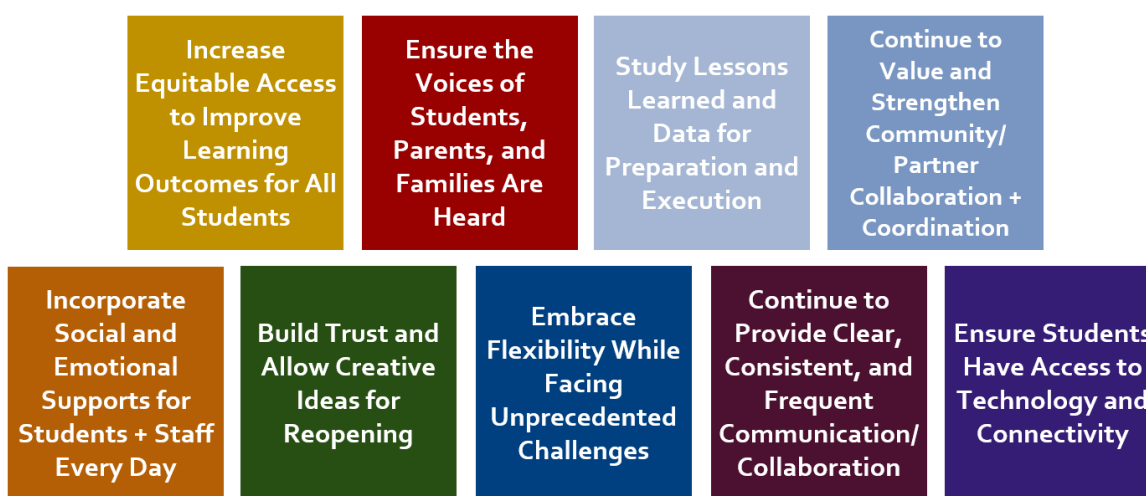 Increase
Equitable Access
to Improve
Learning
Outcomes for All
Students
Ensure the
Voices of
Students,
Parents, and
Families Are
Heard
Study Lessons
Learned and
Data for
Preparation and
Execution
Continue to
Value and
Strengthen
Community/
Partner
Collaboration +
Coordination
Incorporate
Social and
Emotional
Supports for
Students + Staff
Every Day
Build Trust and
Allow Creative
Ideas for
Reopening
Embrace
Flexibility While
Facing
Unprecedented
Challenges
Continue to
Provide Clear,
Consistent, and
Frequent
Communication/
Collaboration
Ensure Students
Have Access to
Technology and
Connectivity